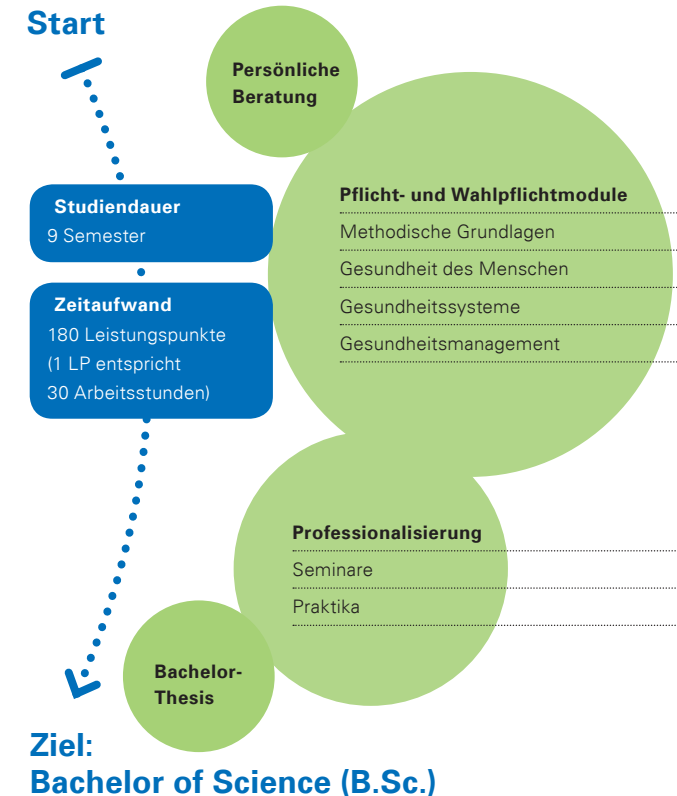 Start
Persönliche
Beratung
Studiendauer
9 Semester
Zeitaufwand
180 Leistungspunkte
(1 LP entspricht
30 Arbeitsstunden)
Pflicht- und Wahlpflichtmodule
Methodische Grundlagen
Gesundheit des Menschen
Gesundheitssysteme
Gesundheitsmanagement
Professionalisierung
Seminare
Praktika
Bachelor-
Thesis
Ziel:
Bachelor of Science (B.Sc.)